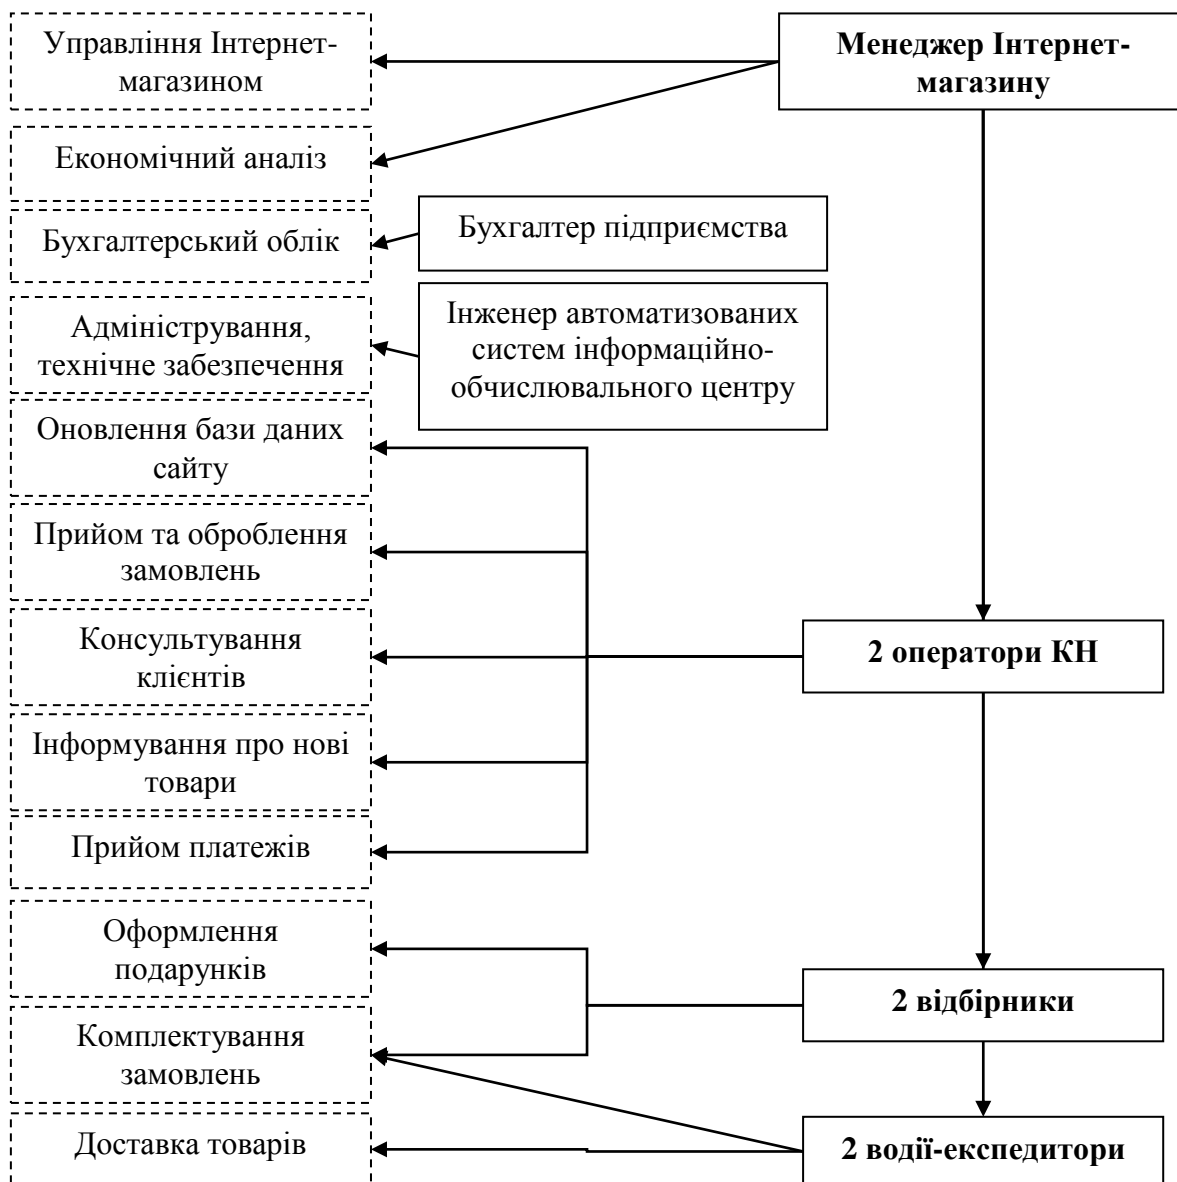 Управління Інтернет-
магазином
Менеджер Інтернет-
магазину
Економічний аналіз
Бухгалтерський облік
Бухгалтер підприємства
Адміністрування,
технічне забезпечення
Інженер автоматизованих
систем інформаційно-
обчислювального центру
Оновлення бази даних
сайту
Прийом та оброблення
замовлень
Консультування
клієнтів
2 оператори КН
Інформування про нові
товари
Прийом платежів
Оформлення
подарунків
2 відбірники
Комплектування
замовлень
Доставка товарів
2 водії-експедитори